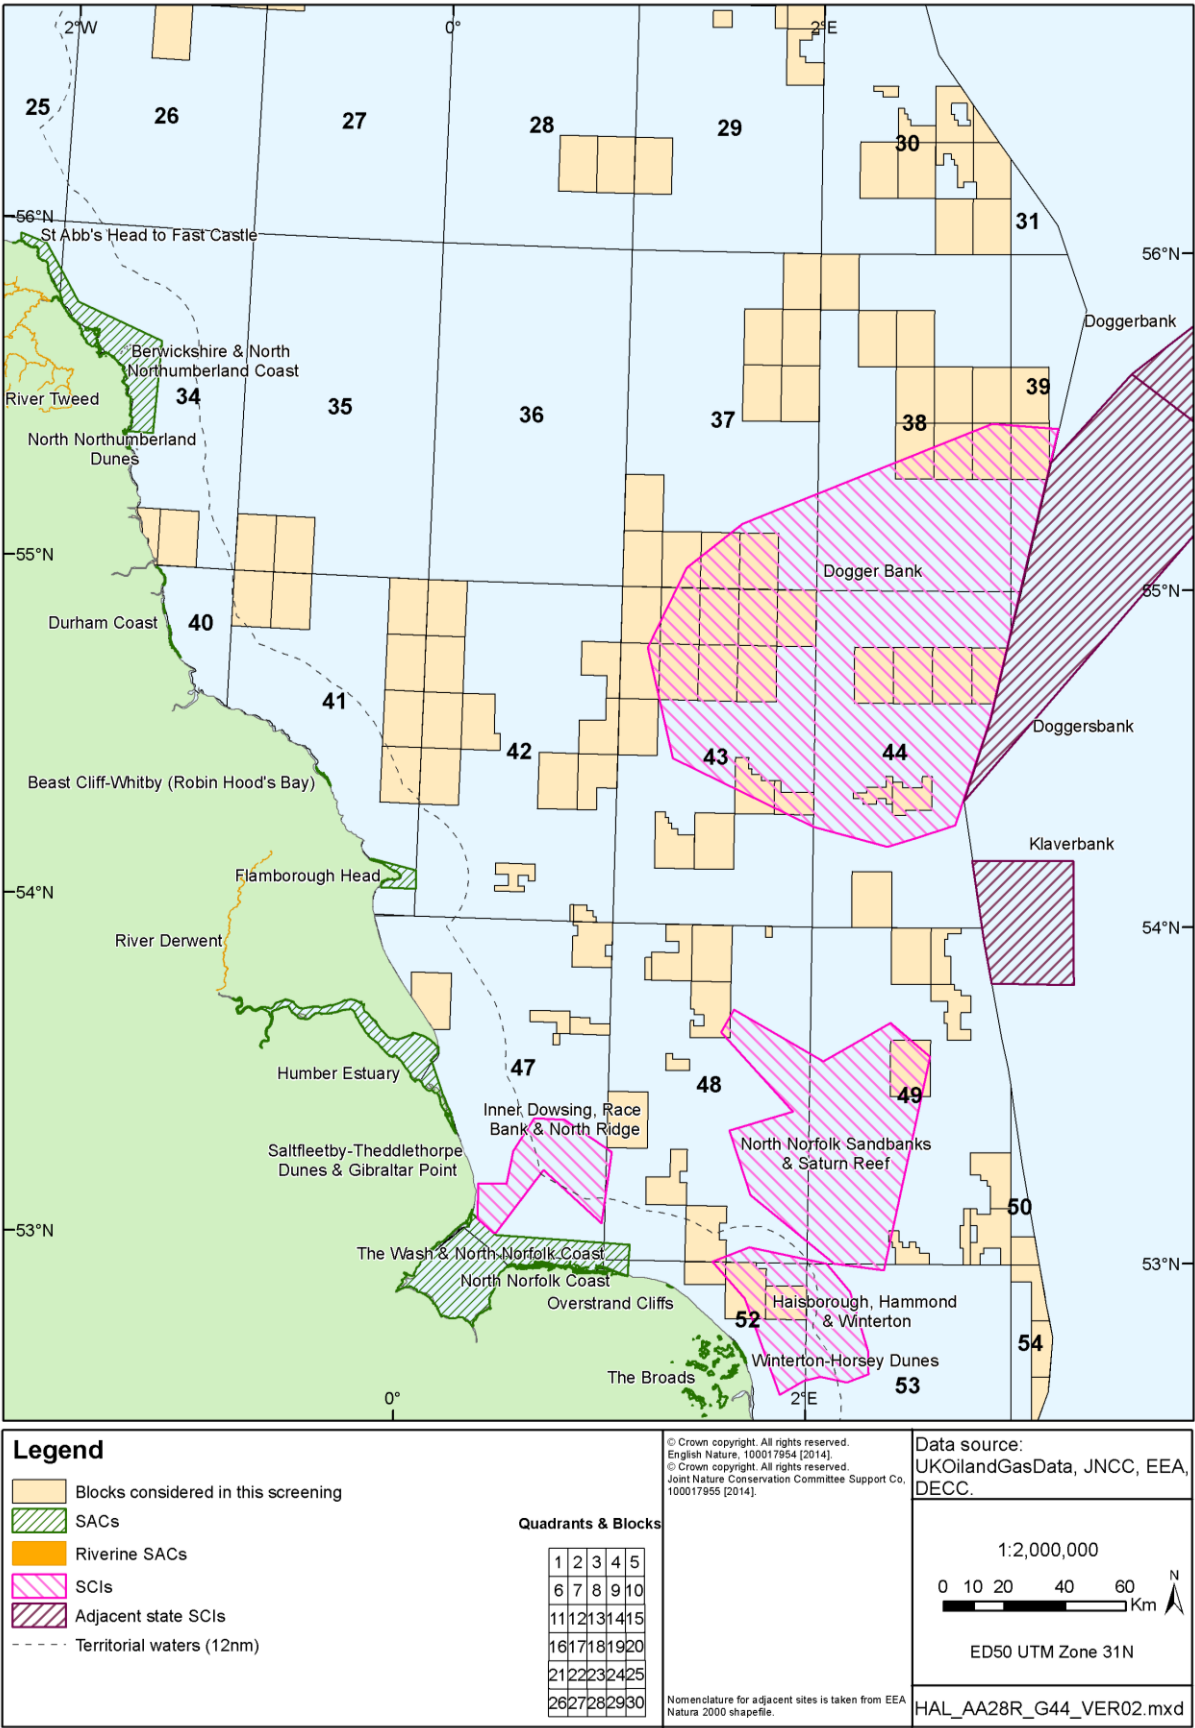 2°W
0°
2°E
25
26
27
28
29
30
31
56°N
56°N
St Abb's Head to Fast Castle
Doggerbank
Berwickshire & North
Northumberland Coast
River Tweed
34
35
36
37
38
39
North Northumberland
Dunes
55°N
55°N
Dogger Bank
Durham Coast
40
41
42
43
44
Doggersbank
Beast Cliff-Whitby (Robin Hood's Bay)
Klaverbank
Flamborough Head
54°N
54°N
River Derwent
Humber Estuary
47
48
49
Inner Dowsing, Race
Bank & North Ridge
Saltfleetby-Theddlethorpe
Dunes & Gibraltar Point
North Norfolk Sandbanks
& Saturn Reef
50
53°N
53°N
The Wash & North Norfolk Coast
North Norfolk Coast
Overstrand Cliffs
Haisborough, Hammond
& Winterton
52
54
Winterton-Horsey Dunes
The Broads
53
0°
2°E
Legend
Blocks considered in this screening
SACs
Riverine SACs
SCIs
Adjacent state SCIs
Territorial waters (12nm)
Quadrants & Blocks
1 2 3 4 5
6 7 8 9 10
11 12 13 14 15
16 17 18 19 20
21 22 23 24 25
26 27 28 29 30
© Crown copyright. All rights reserved.
English Nature, 100017954 [2014].
© Crown copyright. All rights reserved.
Joint Nature Conservation Committee Support Co,
100017955 [2014].
Nomenclature for adjacent sites is taken from EEA
Natura 2000 shapefile.
Data source:
UKOilandGasData, JNCC, EEA,
DECC.
1:2,000,000
0 10 20 40 60
Km
N
ED50 UTM Zone 31N
HAL_AA28R_G44_VER02.mxd